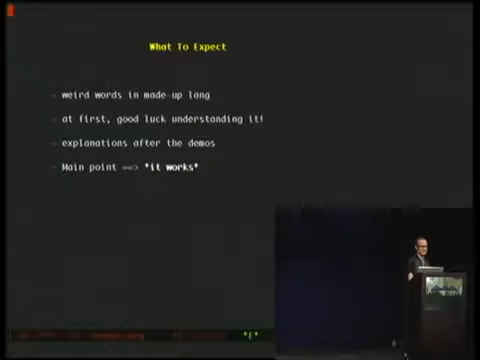 What To Expect
- weird words in made-up lang
- at first, good luck understanding it!
- explanations after the demos
- Main point ==> *it works*